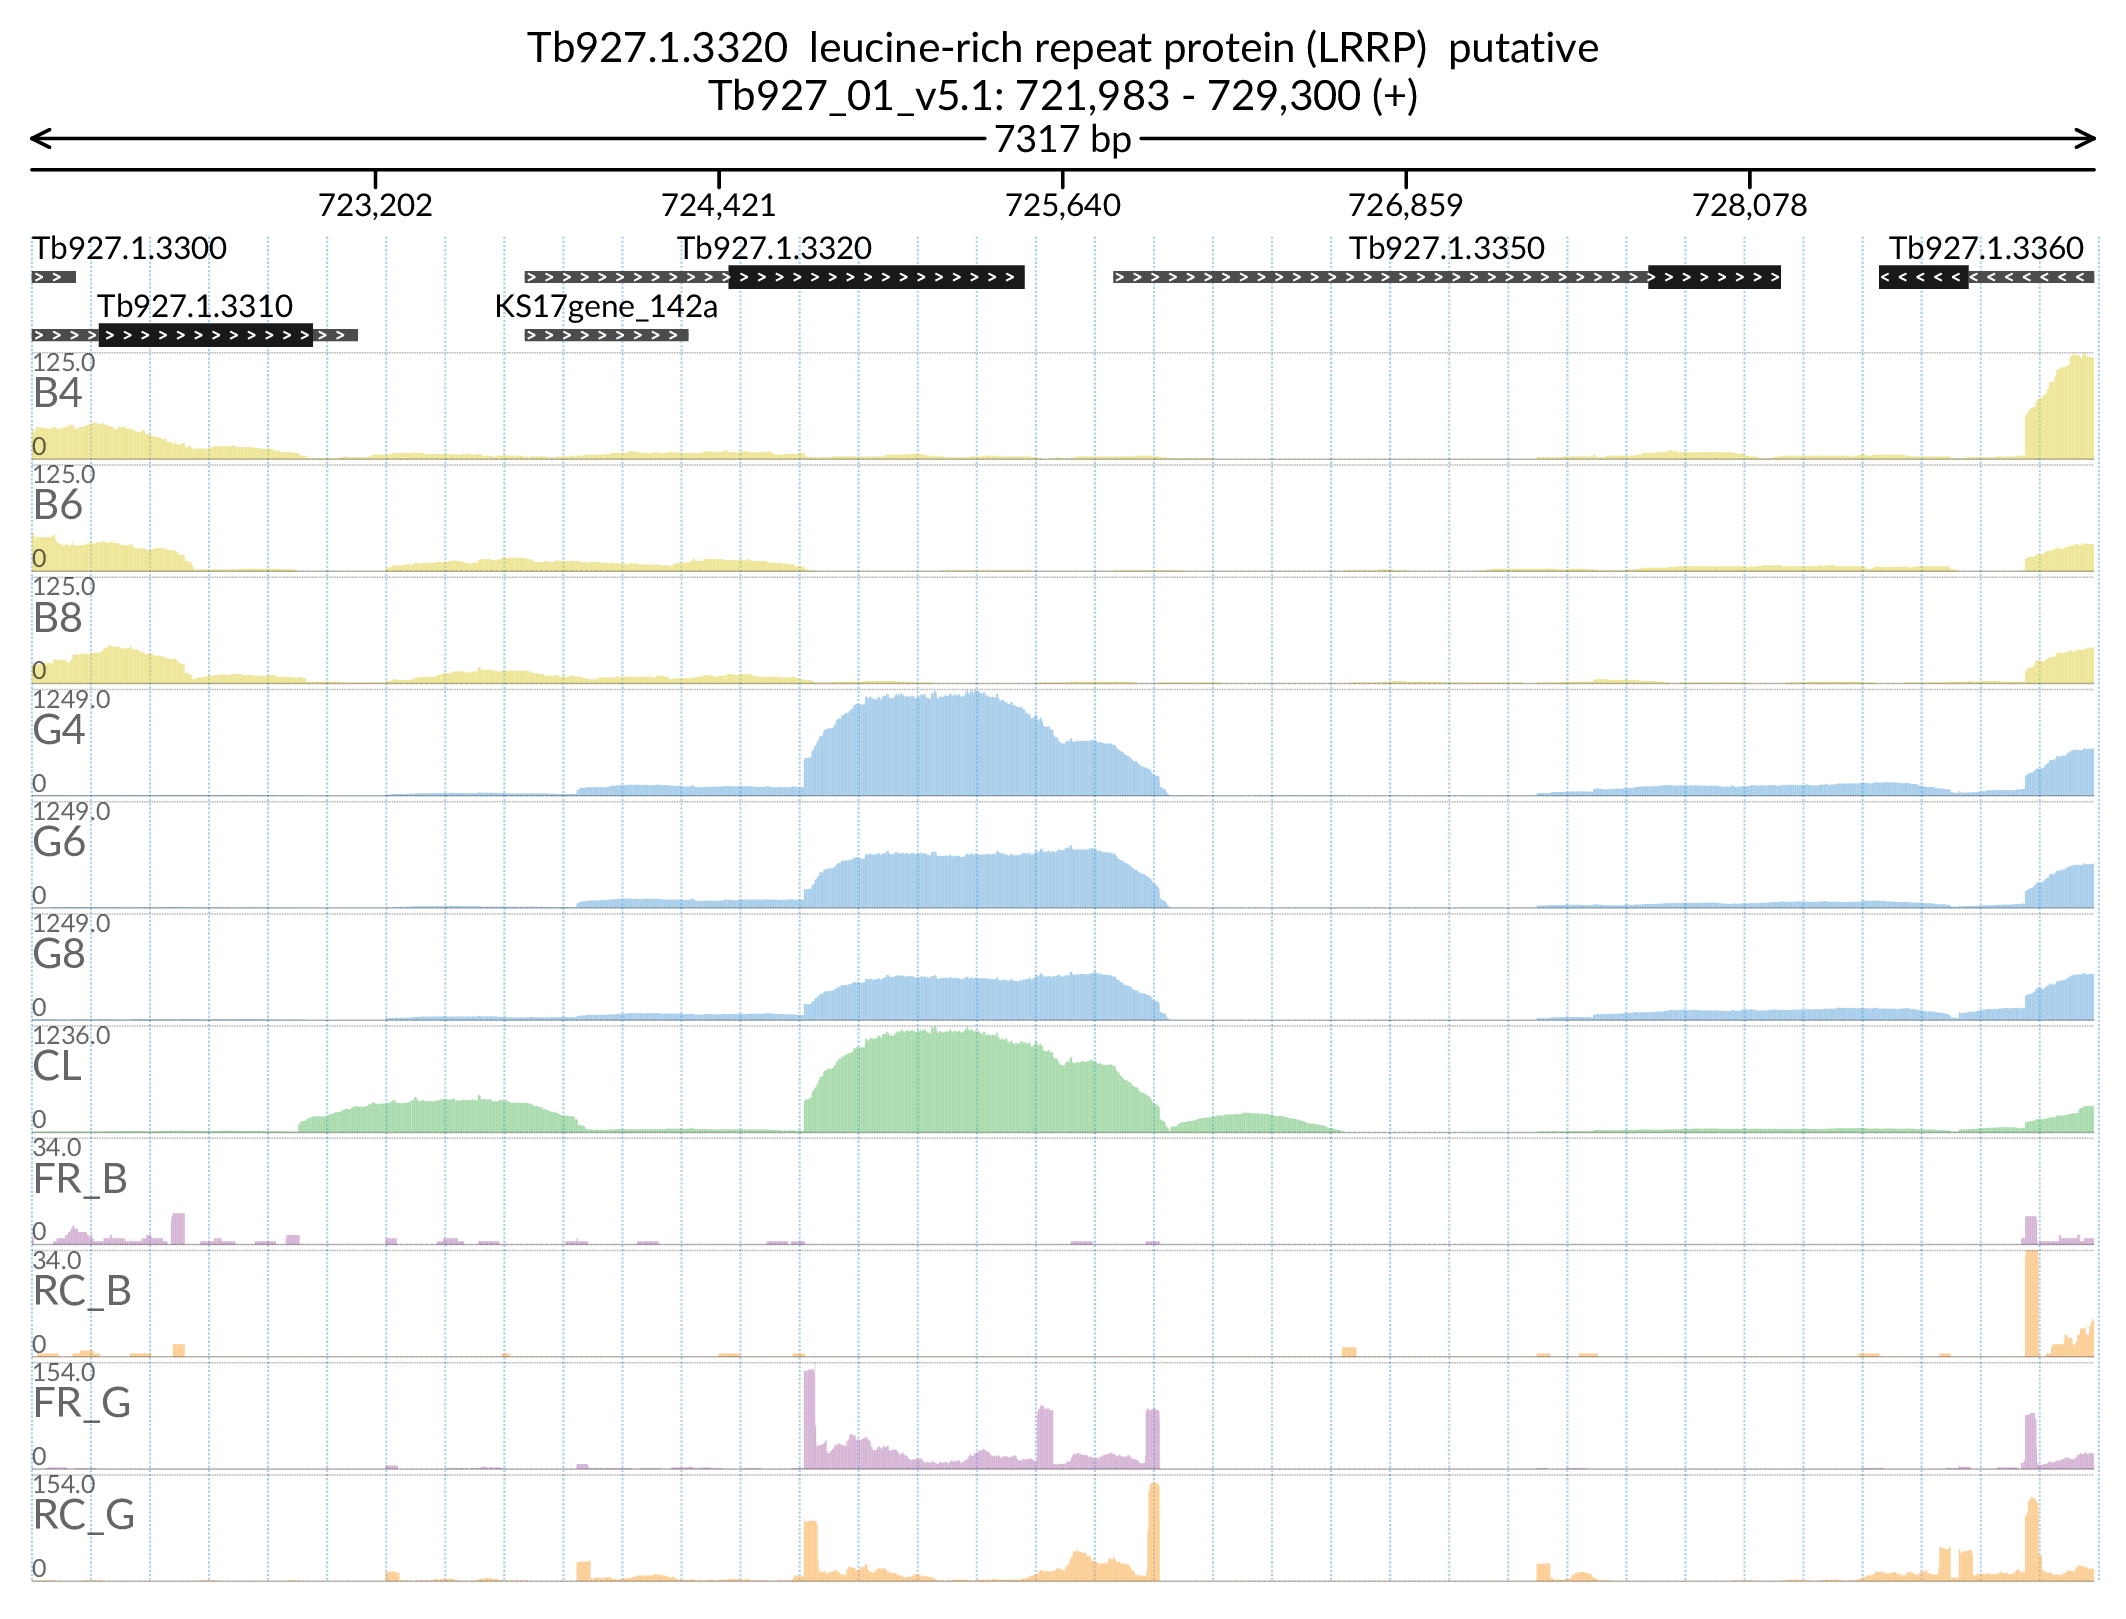 Tb927.1.3320  leucine-rich repeat protein (LRRP)  putative
Tb927_01_v5.1: 721,983 - 729,300 (+)
7317 bp
723,202 724,421 725,640 726,859 728,078
Tb927.1.3300 Tb927.1.3320 Tb927.1.3350 Tb927.1.3360
Tb927.1.3310 KS17gene_142a
125.0
B4
0
125.0
B6
0
125.0
B8
0
1249.0
G4
0
1249.0
G6
0
1249.0
G8
0
1236.0
CL
0
34.0
FR_B
0
34.0
RC_B
0
154.0
FR_G
0
154.0
RC_G
0